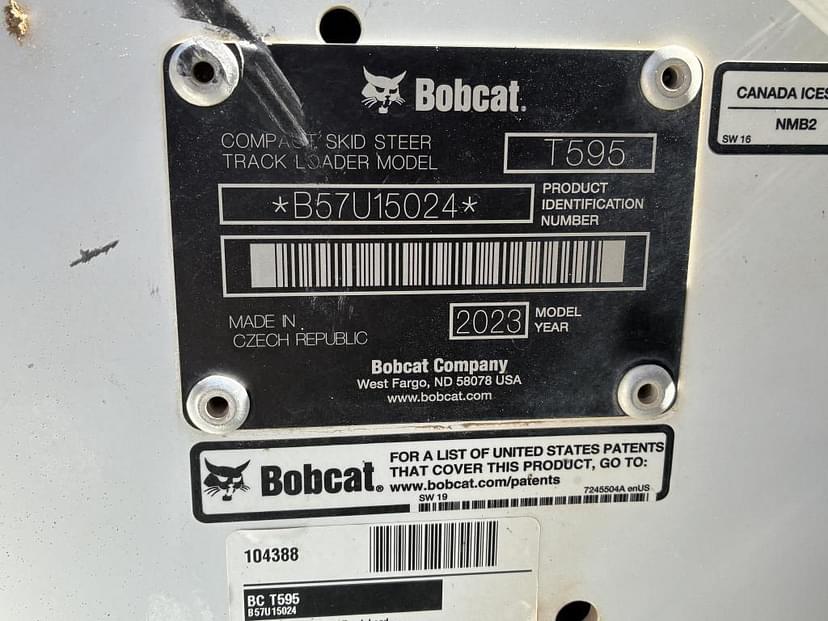 Bobcat.
COMPACT SKID STEER
TRACK LOADER MODEL
T595
*B57U15024*
PRODUCT
IDENTIFICATION
NUMBER
MADE IN
CZECH REPUBLIC
2023
MODEL
YEAR
Bobcat Company
West Fargo, ND 58078 USA
www.bobcat.com
CANADA ICES
NMB2
SW 16
Bobcat®
FOR A LIST OF UNITED STATES PATENTS
THAT COVER THIS PRODUCT, GO TO:
www.bobcat.com/patents
7245504A enUS
SW 19
104388
BC T595
B57U15024